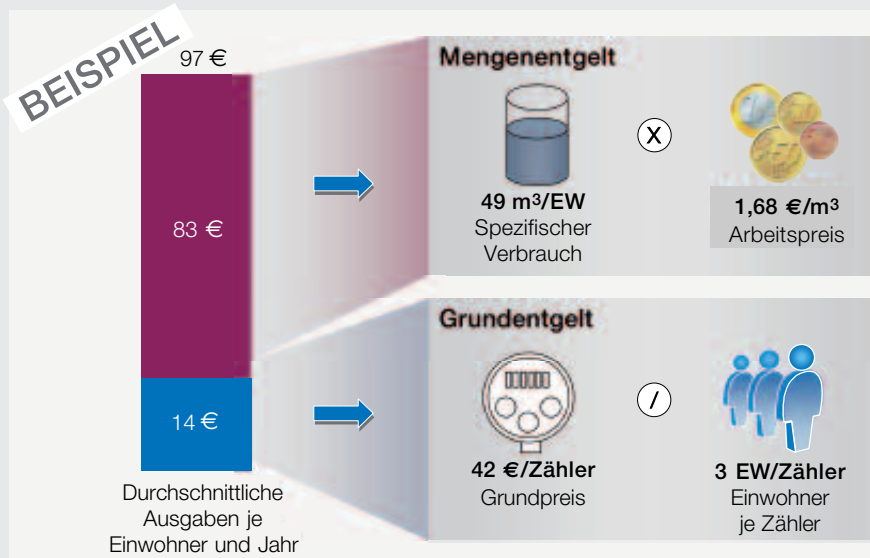 BEISPIEL
97 €
83 €
14 €
Durchschnittliche
Ausgaben je
Einwohner und Jahr
Mengenentgelt
49 m³/EW
Spezifischer
Verbrauch
X
1,68 €/m³
Arbeitspreis
Grundentgelt
42 €/Zähler
Grundpreis
/
3 EW/Zähler
Einwohner
je Zähler